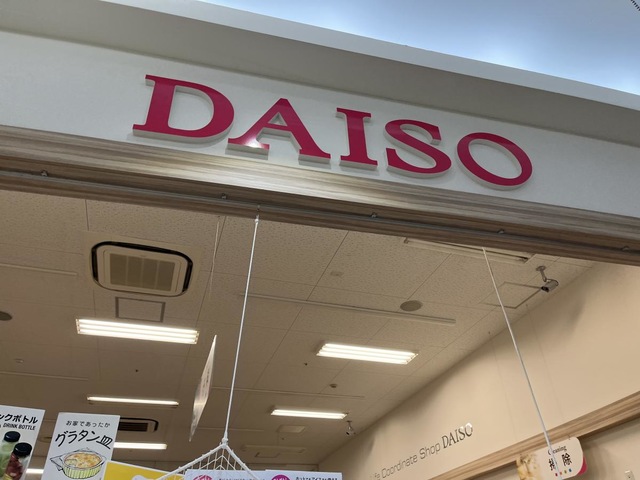 DAISO
Coordinate Shop DAISO
ックボトル
DRINK BOTTLE
お家であったか
グラタン皿
Cleaning
掃除